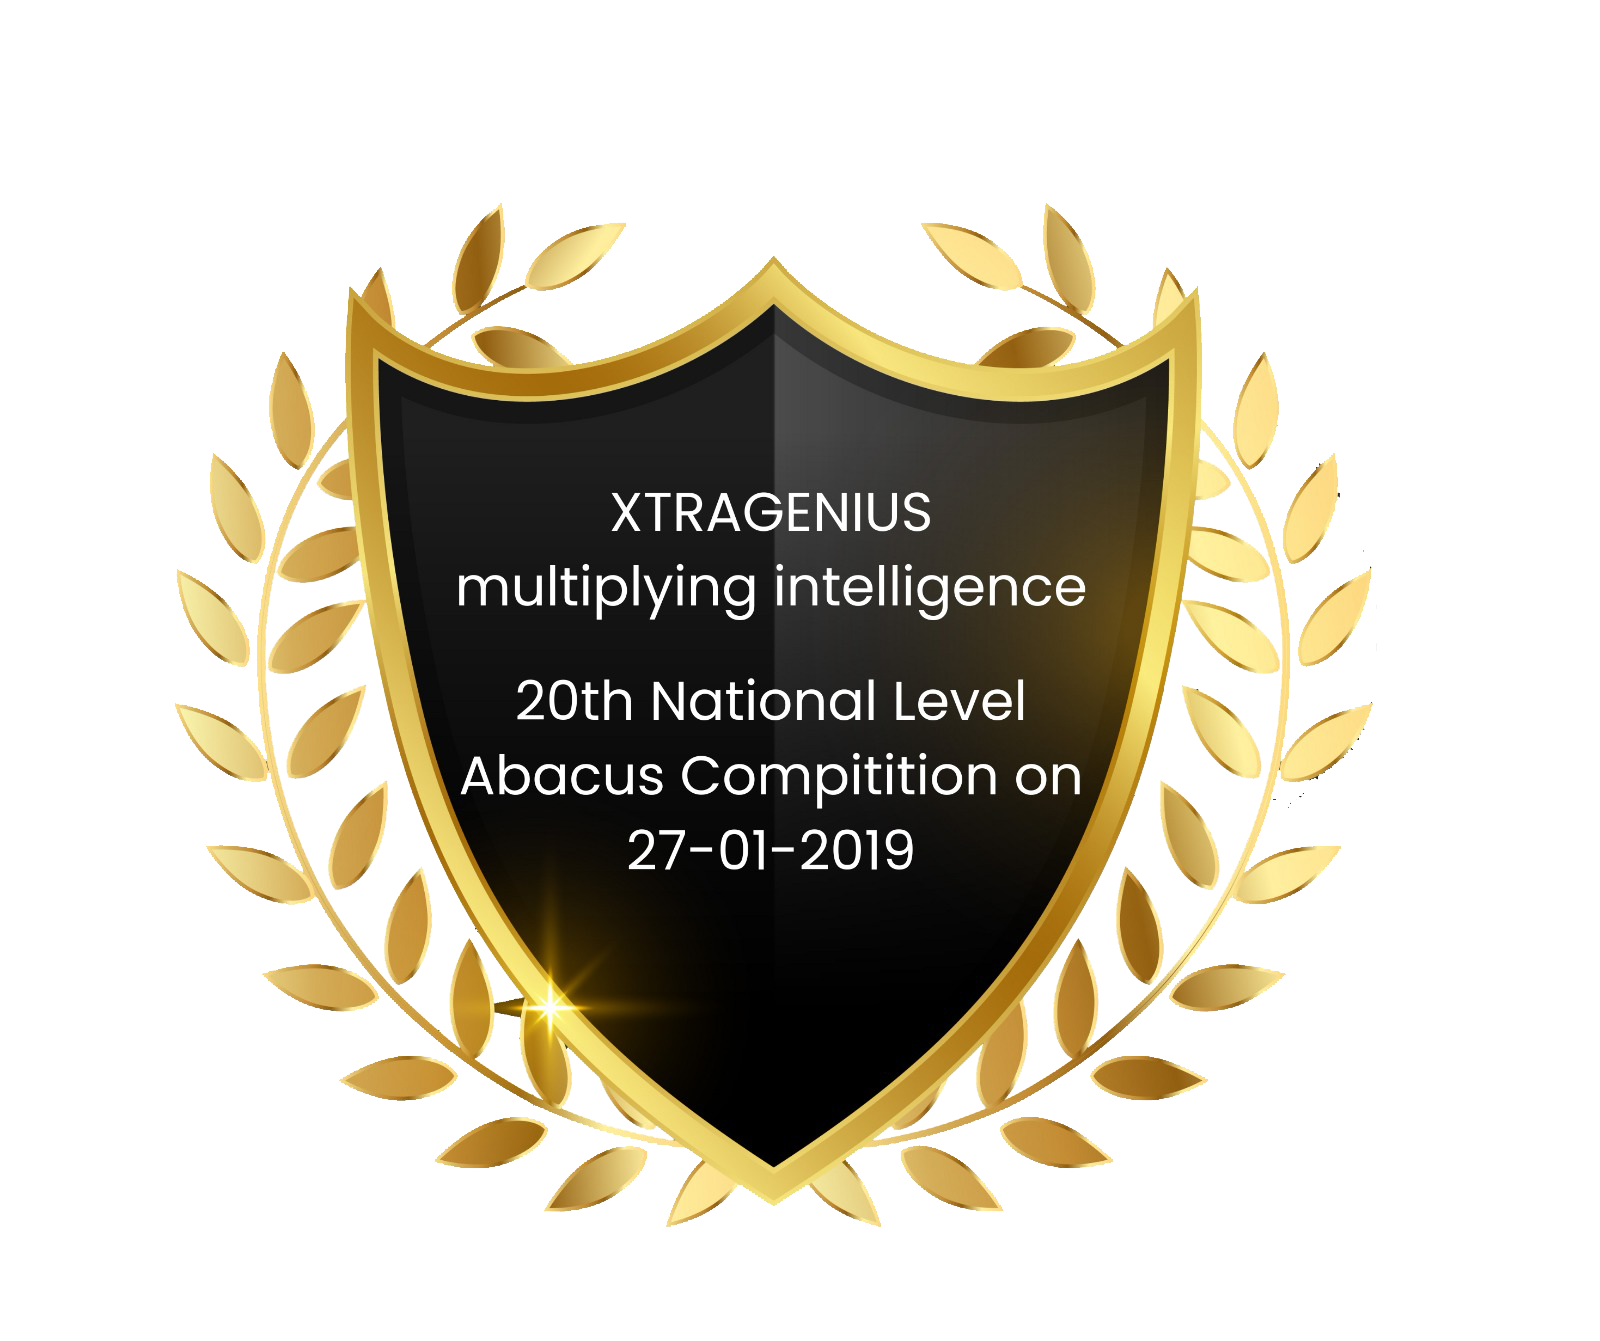 XTRAGENIUS
multiplying intelligence
20th National Level
Abacus Compitition on
27-01-2019